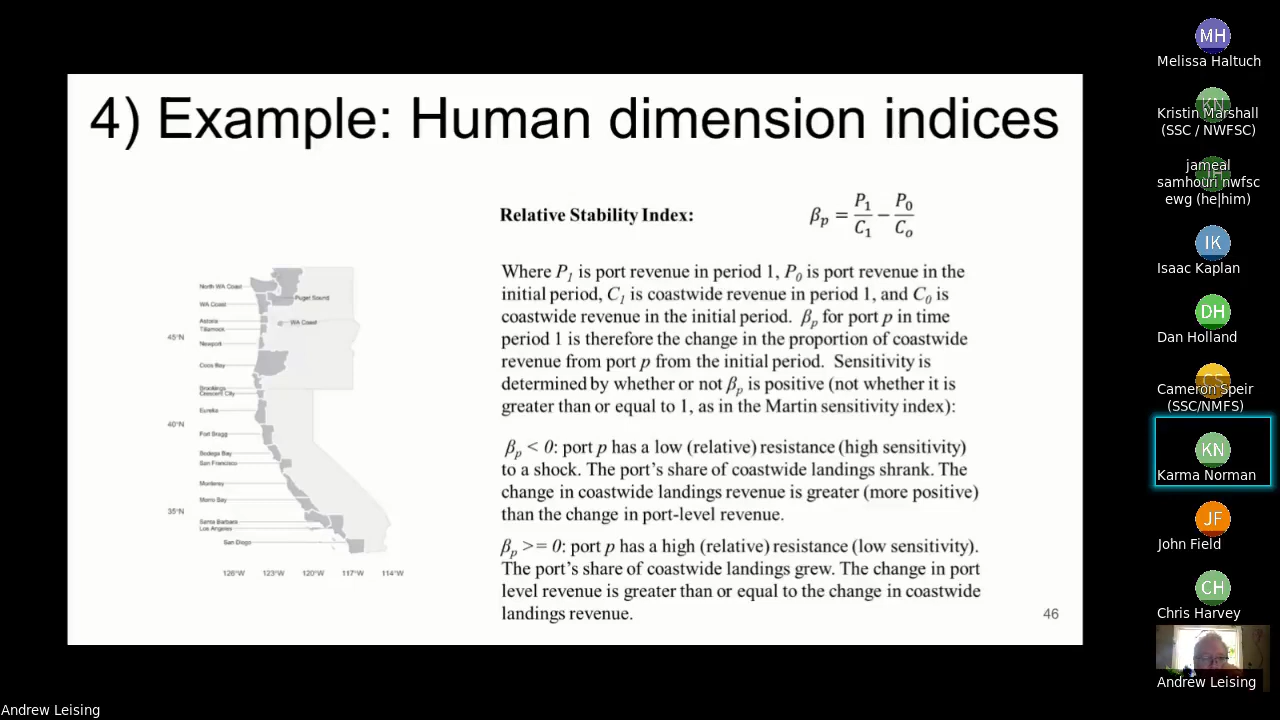 4) Example: Human dimension indices
Relative Stability Index:
βₚ = P₁/C₁ − P₀/Cₒ
Where P₁ is port revenue in period 1, P₀ is port revenue in the
initial period, C₁ is coastwide revenue in period 1, and C₀ is
coastwide revenue in the initial period. βₚ for port p in time
period 1 is therefore the change in the proportion of coastwide
revenue from port p from the initial period. Sensitivity is
determined by whether or not βₚ is positive (not whether it is
greater than or equal to 1, as in the Martin sensitivity index):
βₚ < 0: port p has a low (relative) resistance (high sensitivity)
to a shock. The port's share of coastwide landings shrank. The
change in coastwide landings revenue is greater (more positive)
than the change in port-level revenue.
βₚ >= 0: port p has a high (relative) resistance (low sensitivity).
The port's share of coastwide landings grew. The change in port
level revenue is greater than or equal to the change in coastwide
landings revenue.
46
North WA Coast
Puget Sound
WA Coast
WA Coast
Astoria
Tillamook
Newport
Coos Bay
Brookings
Crescent City
Eureka
Fort Bragg
Bodega Bay
San Francisco
Monterey
Morro Bay
Santa Barbara
Los Angeles
San Diego
45°N
40°N
35°N
126°W 123°W 120°W 117°W 114°W
MH
Melissa Haltuch
KN
Kristin Marshall
(SSC / NWFSC)
JH
jameal
samhouri nwfsc
ewg (he|him)
IK
Isaac Kaplan
DH
Dan Holland
CS
Cameron Speir
(SSC/NMFS)
KN
Karma Norman
JF
John Field
CH
Chris Harvey
Andrew Leising
Andrew Leising